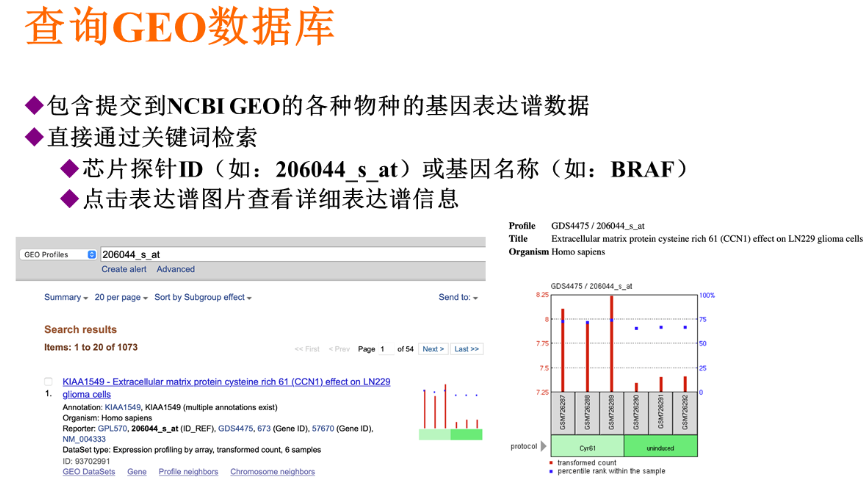 查询GEO数据库
◆包含提交到NCBI GEO的各种物种的基因表达谱数据
◆直接通过关键词检索
◆芯片探针ID（如：206044_s_at）或基因名称（如：BRAF）
◆点击表达谱图片查看详细表达谱信息
GEO Profiles 206044_s_at
Create alert Advanced
Summary 20 per page Sort by Subgroup effect Send to:
Search results
Items: 1 to 20 of 1073
<< First < Prev Page 1 of 54 Next > Last >>
KIAA1549 - Extracellular matrix protein cysteine rich 61 (CCN1) effect on LN229
1. glioma cells
Annotation: KIAA1549, KIAA1549 (multiple annotations exist)
Organism: Homo sapiens
Reporter: GPL570, 206044_s_at (ID_REF), GDS4475, 673 (Gene ID), 57670 (Gene ID),
NM_004333
DataSet type: Expression profiling by array, transformed count, 6 samples
ID: 93702991
GEO DataSets Gene Profile neighbors Chromosome neighbors
Profile GDS4475 / 206044_s_at
Title Extracellular matrix protein cysteine rich 61 (CCN1) effect on LN229 glioma cells
Organism Homo sapiens
GDS4475 / 206044_s_at
8.25 100%
8 75
7.75 50
7.5 25
7.25 0
GSM726287 GSM726288 GSM726289 GSM726290 GSM726291 GSM726292
protocol Cyr61 uninduced
transformed count
percentile rank within the sample